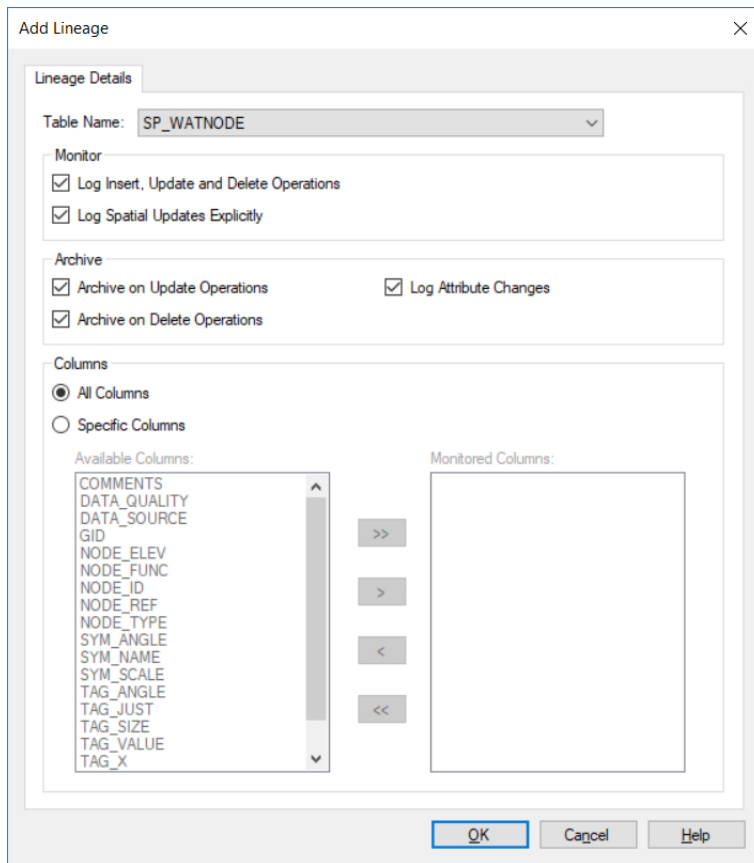 Add Lineage
Lineage Details
Table Name: SP_WATNODE
Monitor
Log Insert, Update and Delete Operations
Log Spatial Updates Explicitly
Archive
Archive on Update Operations
Log Attribute Changes
Archive on Delete Operations
Columns
All Columns
Specific Columns
Available Columns:
COMMENTS
DATA_QUALITY
DATA_SOURCE
GID
NODE_ELEV
NODE_FUNC
NODE_ID
NODE_REF
NODE_TYPE
SYM_ANGLE
SYM_NAME
SYM_SCALE
TAG_ANGLE
TAG_JUST
TAG_SIZE
TAG_VALUE
TAG_X
>>
>
<
<<
Monitored Columns:
OK
Cancel
Help